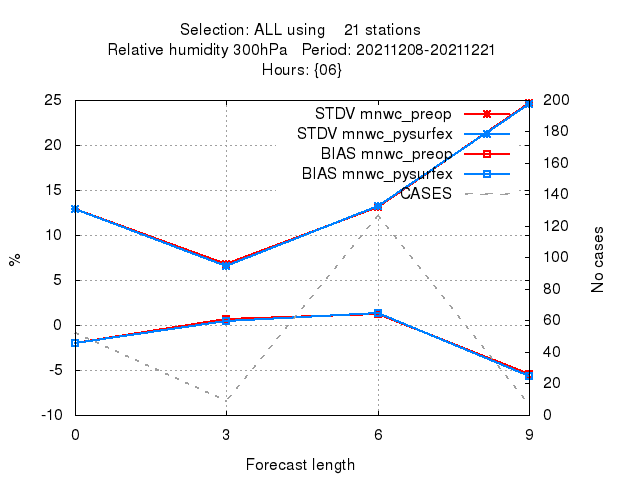 Selection: ALL using    21 stations
Relative humidity 300hPa   Period: 20211208-20211221
Hours: {06}
25
20
15
10
5
0
-5
-10
%
200
180
160
140
120
100
80
60
40
20
0
No cases
STDV mnwc_preop
STDV mnwc_pysurfex
BIAS mnwc_preop
BIAS mnwc_pysurfex
CASES
0 3 6 9
Forecast length